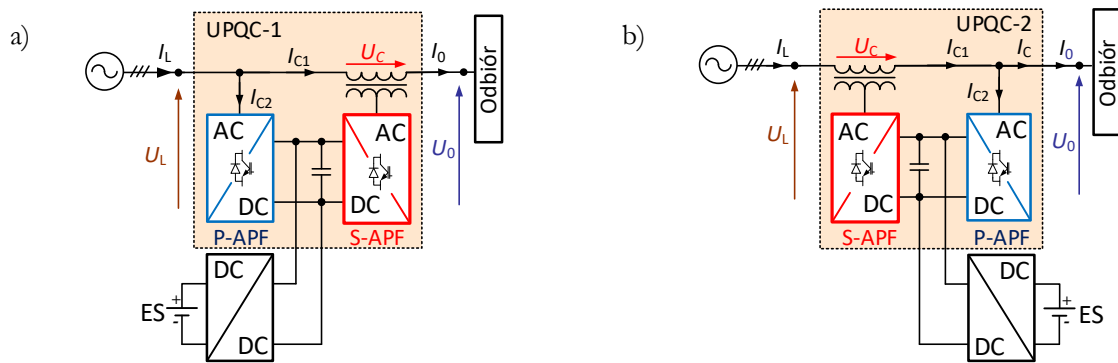 a)
UPQC-1
I_L
I_C1
U_C
I_0
Odbiór
I_C2
U_L
AC
DC
AC
DC
U_0
P-APF
S-APF
DC
DC
ES
+
-
b)
UPQC-2
I_L
U_C
I_C1
I_C
I_0
Odbiór
I_C2
U_L
AC
DC
AC
DC
U_0
S-APF
P-APF
DC
DC
+
-
ES